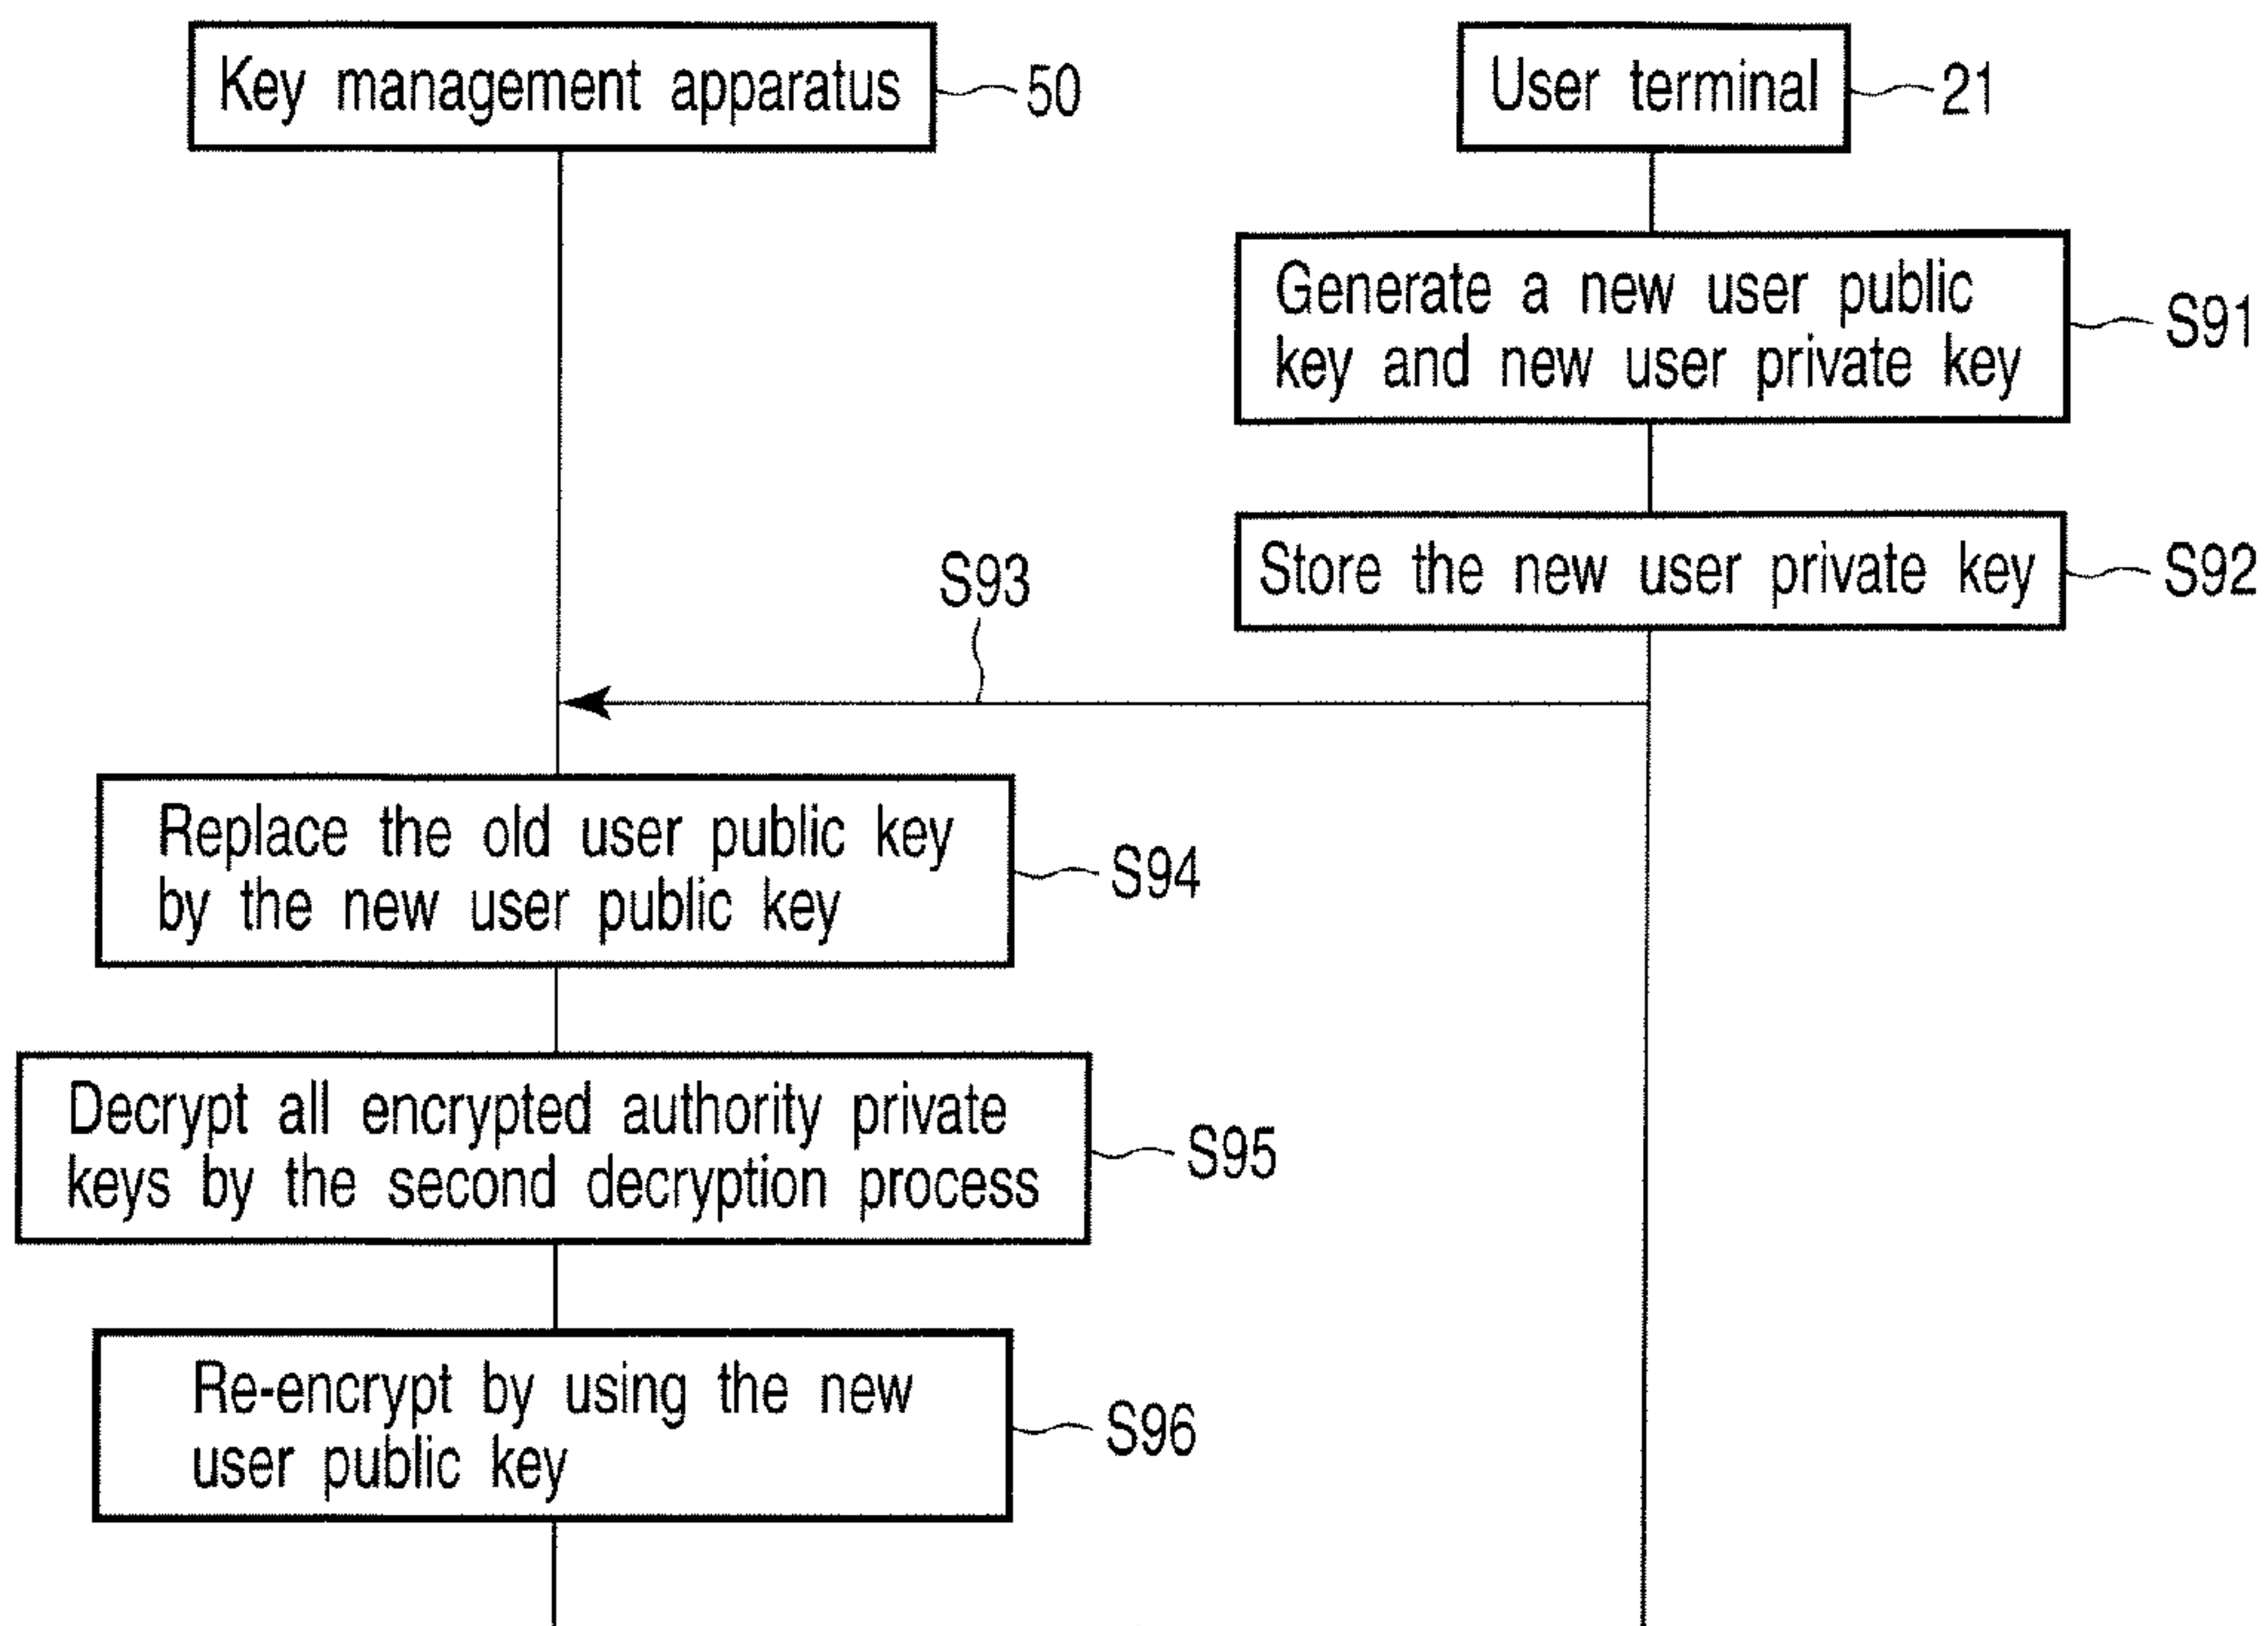 Key management apparatus
50
User terminal
21
Generate a new user public
key and new user private key
S91
Store the new user private key
S92
S93
Replace the old user public key
by the new user public key
S94
Decrypt all encrypted authority private
keys by the second decryption process
S95
Re-encrypt by using the new
user public key
S96